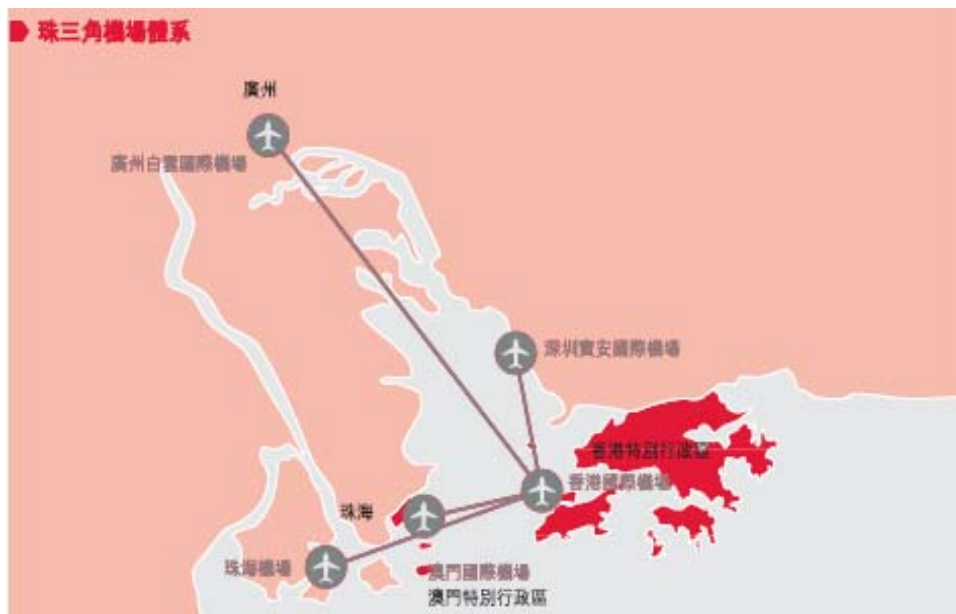 珠三角機場體系
廣州
廣州白雲國際機場
深圳寶安國際機場
香港特別行政區
香港國際機場
珠海
珠海機場
澳門國際機場
澳門特別行政區